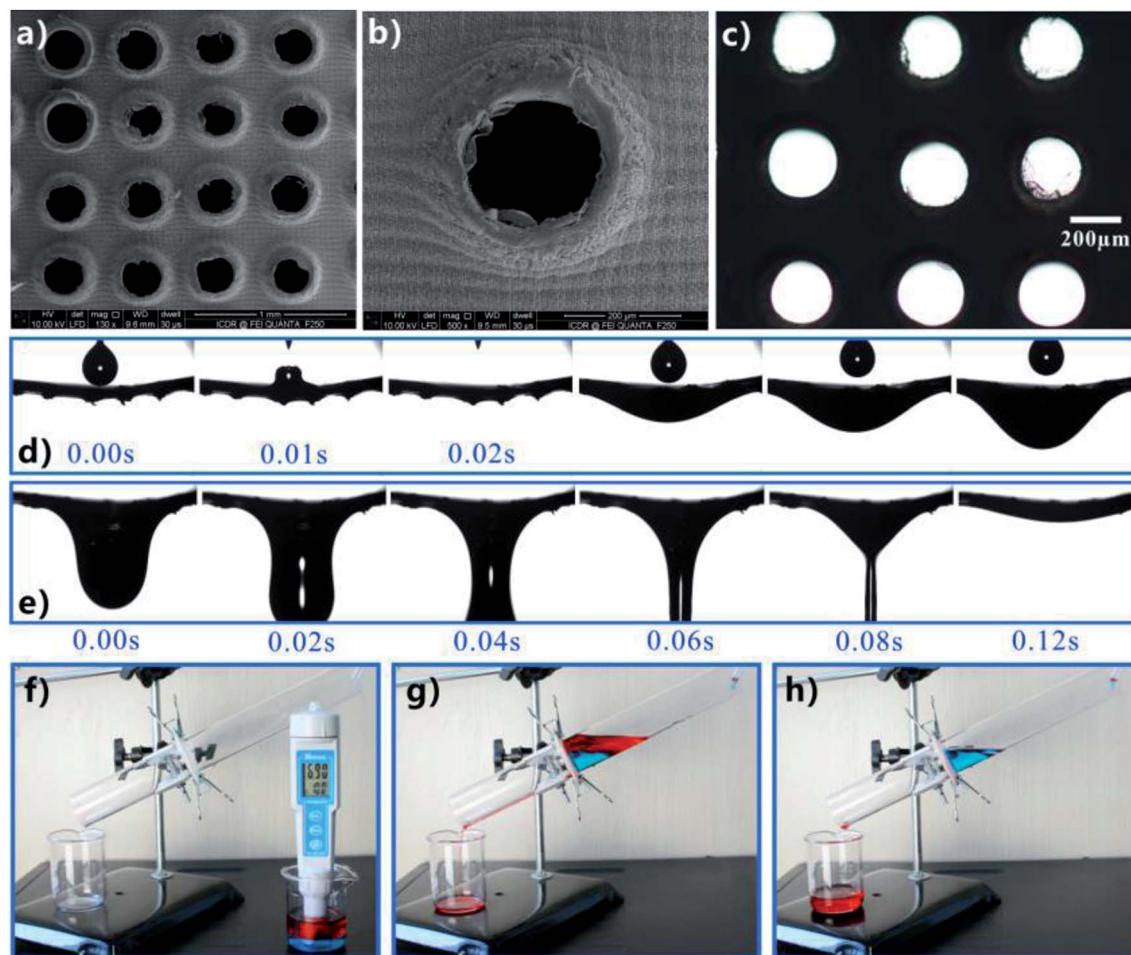 a)
b)
c)
HV det mag WD dwell 1 mm
10.00 kV LFD 130 x 9.6 mm 30 µs ICDR @ FEI QUANTA F250
HV det mag WD dwell 200 µm
10.00 kV LFD 500 x 9.5 mm 30 µs ICDR @ FEI QUANTA F250
200µm
d)
0.00s
0.01s
0.02s
e)
0.00s
0.02s
0.04s
0.06s
0.08s
0.12s
f)
g)
h)
6.90